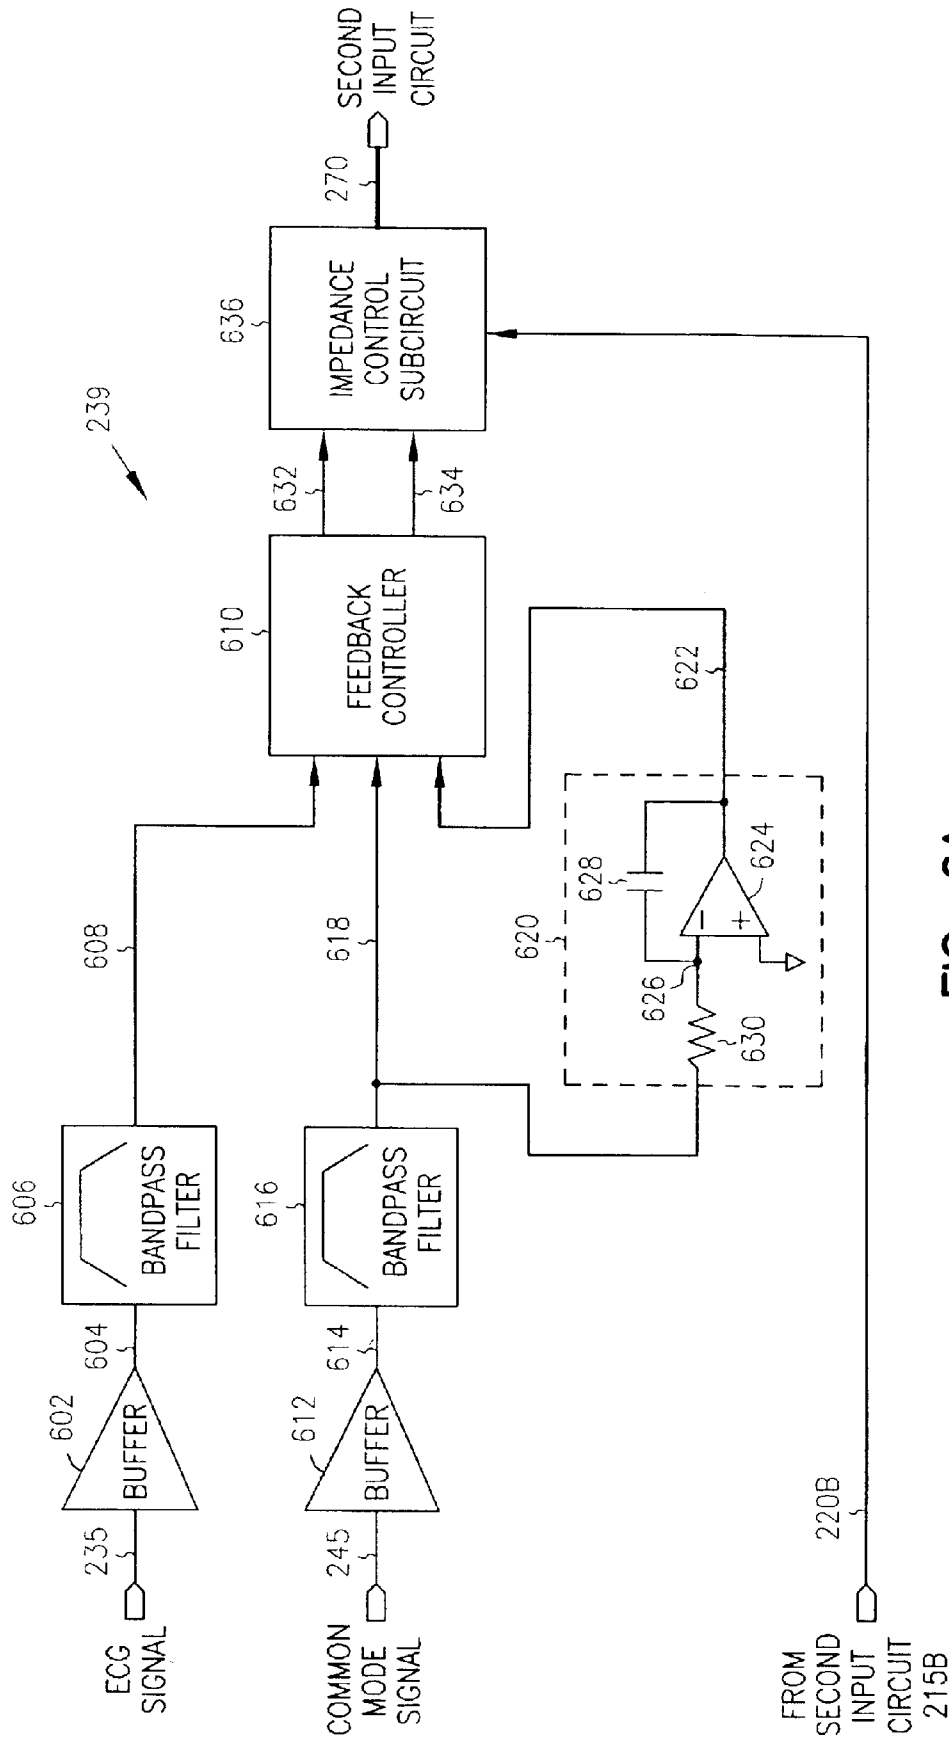 239
ECG
SIGNAL
235
602
BUFFER
604
606
BANDPASS
FILTER
608
COMMON
MODE
SIGNAL
245
612
BUFFER
614
616
BANDPASS
FILTER
618
610
FEEDBACK
CONTROLLER
632
634
636
IMPEDANCE
CONTROL
SUBCIRCUIT
270
SECOND
INPUT
CIRCUIT
620
626
628
630
−
+
624
622
FROM
SECOND
INPUT
CIRCUIT
215B
220B